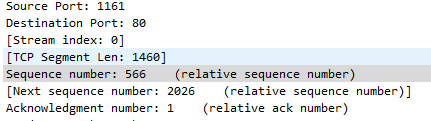 Source Port: 1161
Destination Port: 80
[Stream index: 0]
[TCP Segment Len: 1460]
Sequence number: 566    (relative sequence number)
[Next sequence number: 2026    (relative sequence number)]
Acknowledgment number: 1    (relative ack number)